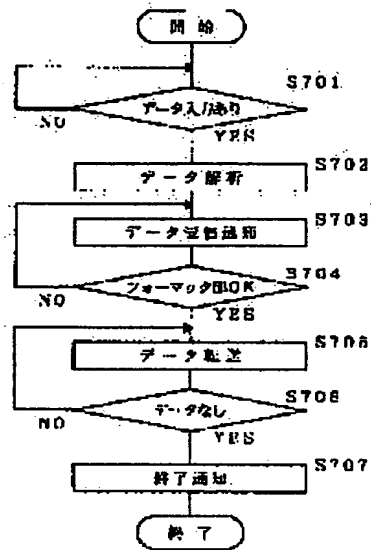 開始
S701
データ入力あり
NO
YES
S702
データ解析
S703
データ受信通知
S704
フォーマッタ部OK
NO
YES
S705
データ転送
S706
データなし
NO
YES
S707
終了通知
終了